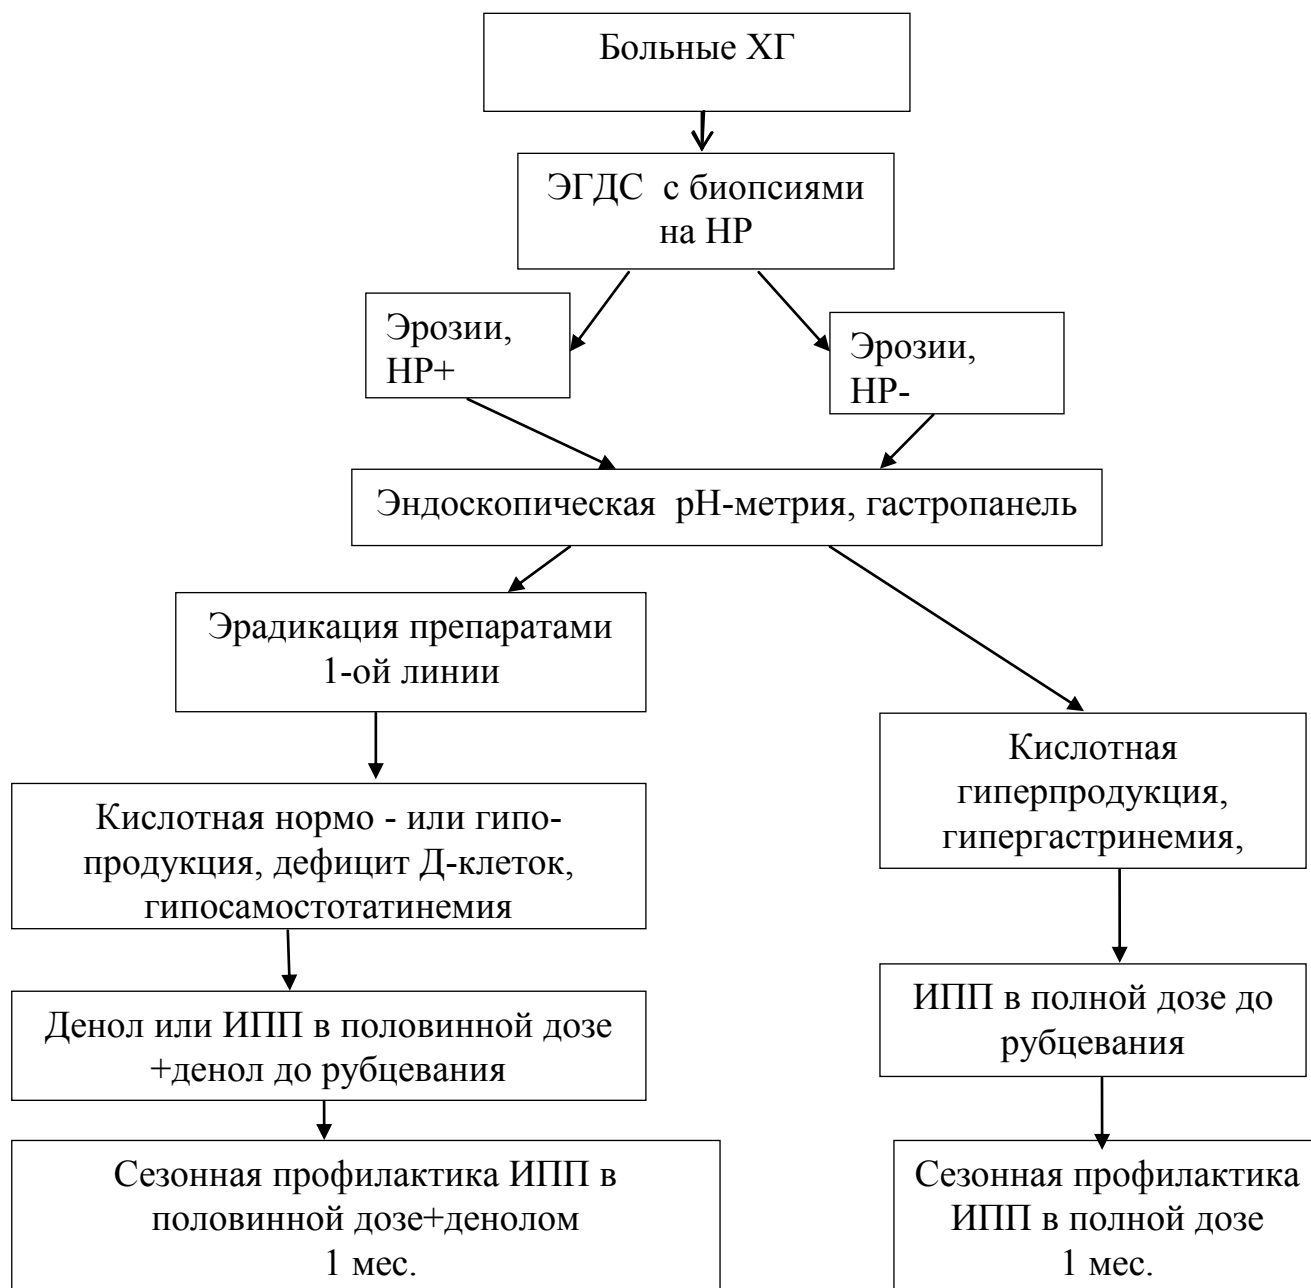 Больные ХГ
ЭГДС с биопсиями
на НР
Эрозии,
НР+
Эрозии,
НР-
Эндоскопическая рН-метрия, гастропанель
Эрадикация препаратами
1-ой линии
Кислотная
гиперпродукция,
гипергастринемия,
Кислотная нормо - или гипо-
продукция, дефицит Д-клеток,
гипосамостотатинемия
Денол или ИПП в половинной дозе
+денол до рубцевания
ИПП в полной дозе до
рубцевания
Сезонная профилактика ИПП в
половинной дозе+денолом
1 мес.
Сезонная профилактика
ИПП в полной дозе
1 мес.